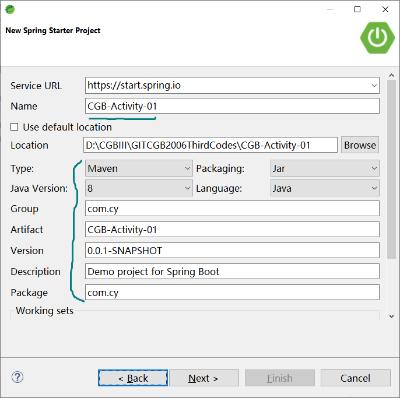 New Spring Starter Project
Service URL https://start.spring.io
Name CGB-Activity-01
Use default location
Location D:\CGBIII\GITCGB2006ThirdCodes\CGB-Activity-01 Browse
Type: Maven Packaging: Jar
Java Version: 8 Language: Java
Group com.cy
Artifact CGB-Activity-01
Version 0.0.1-SNAPSHOT
Description Demo project for Spring Boot
Package com.cy
Working sets
? < Back Next > Finish Cancel